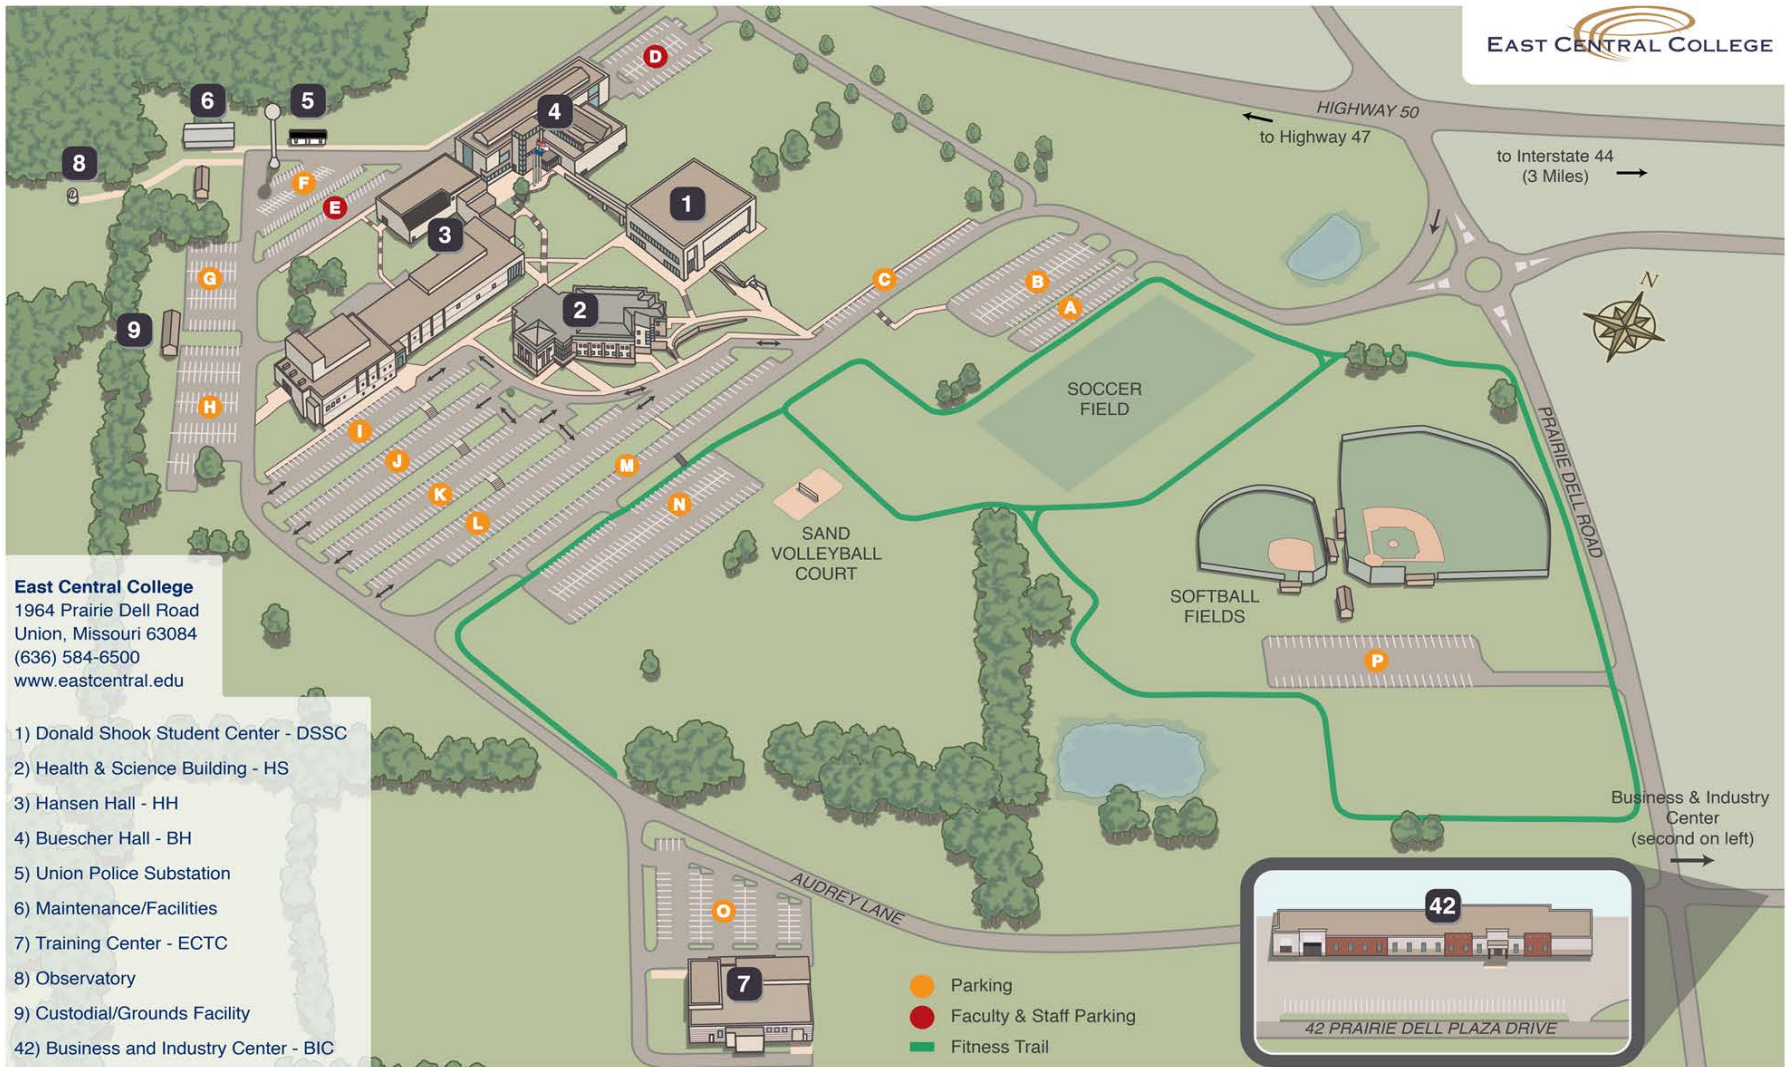 EAST CENTRAL COLLEGE
HIGHWAY 50
to Highway 47
to Interstate 44
(3 Miles)
N
D
6
5
4
8
F
E
1
3
G
C
B
A
2
9
H
I
J
K
L
M
N
SOCCER
FIELD
PRAIRIE DELL ROAD
SAND
VOLLEYBALL
COURT
SOFTBALL
FIELDS
P
East Central College
1964 Prairie Dell Road
Union, Missouri 63084
(636) 584-6500
www.eastcentral.edu
1) Donald Shook Student Center - DSSC
2) Health & Science Building - HS
3) Hansen Hall - HH
4) Buescher Hall - BH
5) Union Police Substation
6) Maintenance/Facilities
7) Training Center - ECTC
8) Observatory
9) Custodial/Grounds Facility
42) Business and Industry Center - BIC
Business & Industry
Center
(second on left)
AUDREY LANE
O
7
Parking
Faculty & Staff Parking
Fitness Trail
42
42 PRAIRIE DELL PLAZA DRIVE